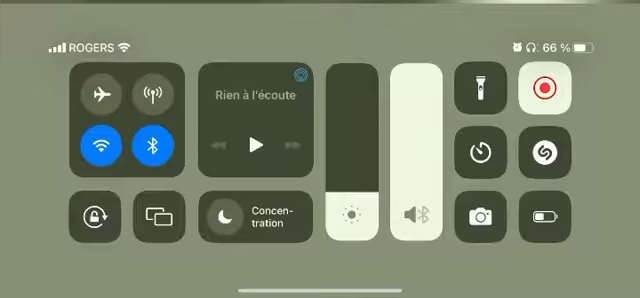 ROGERS
66 %
Rien à l'écoute
Concen-
tration